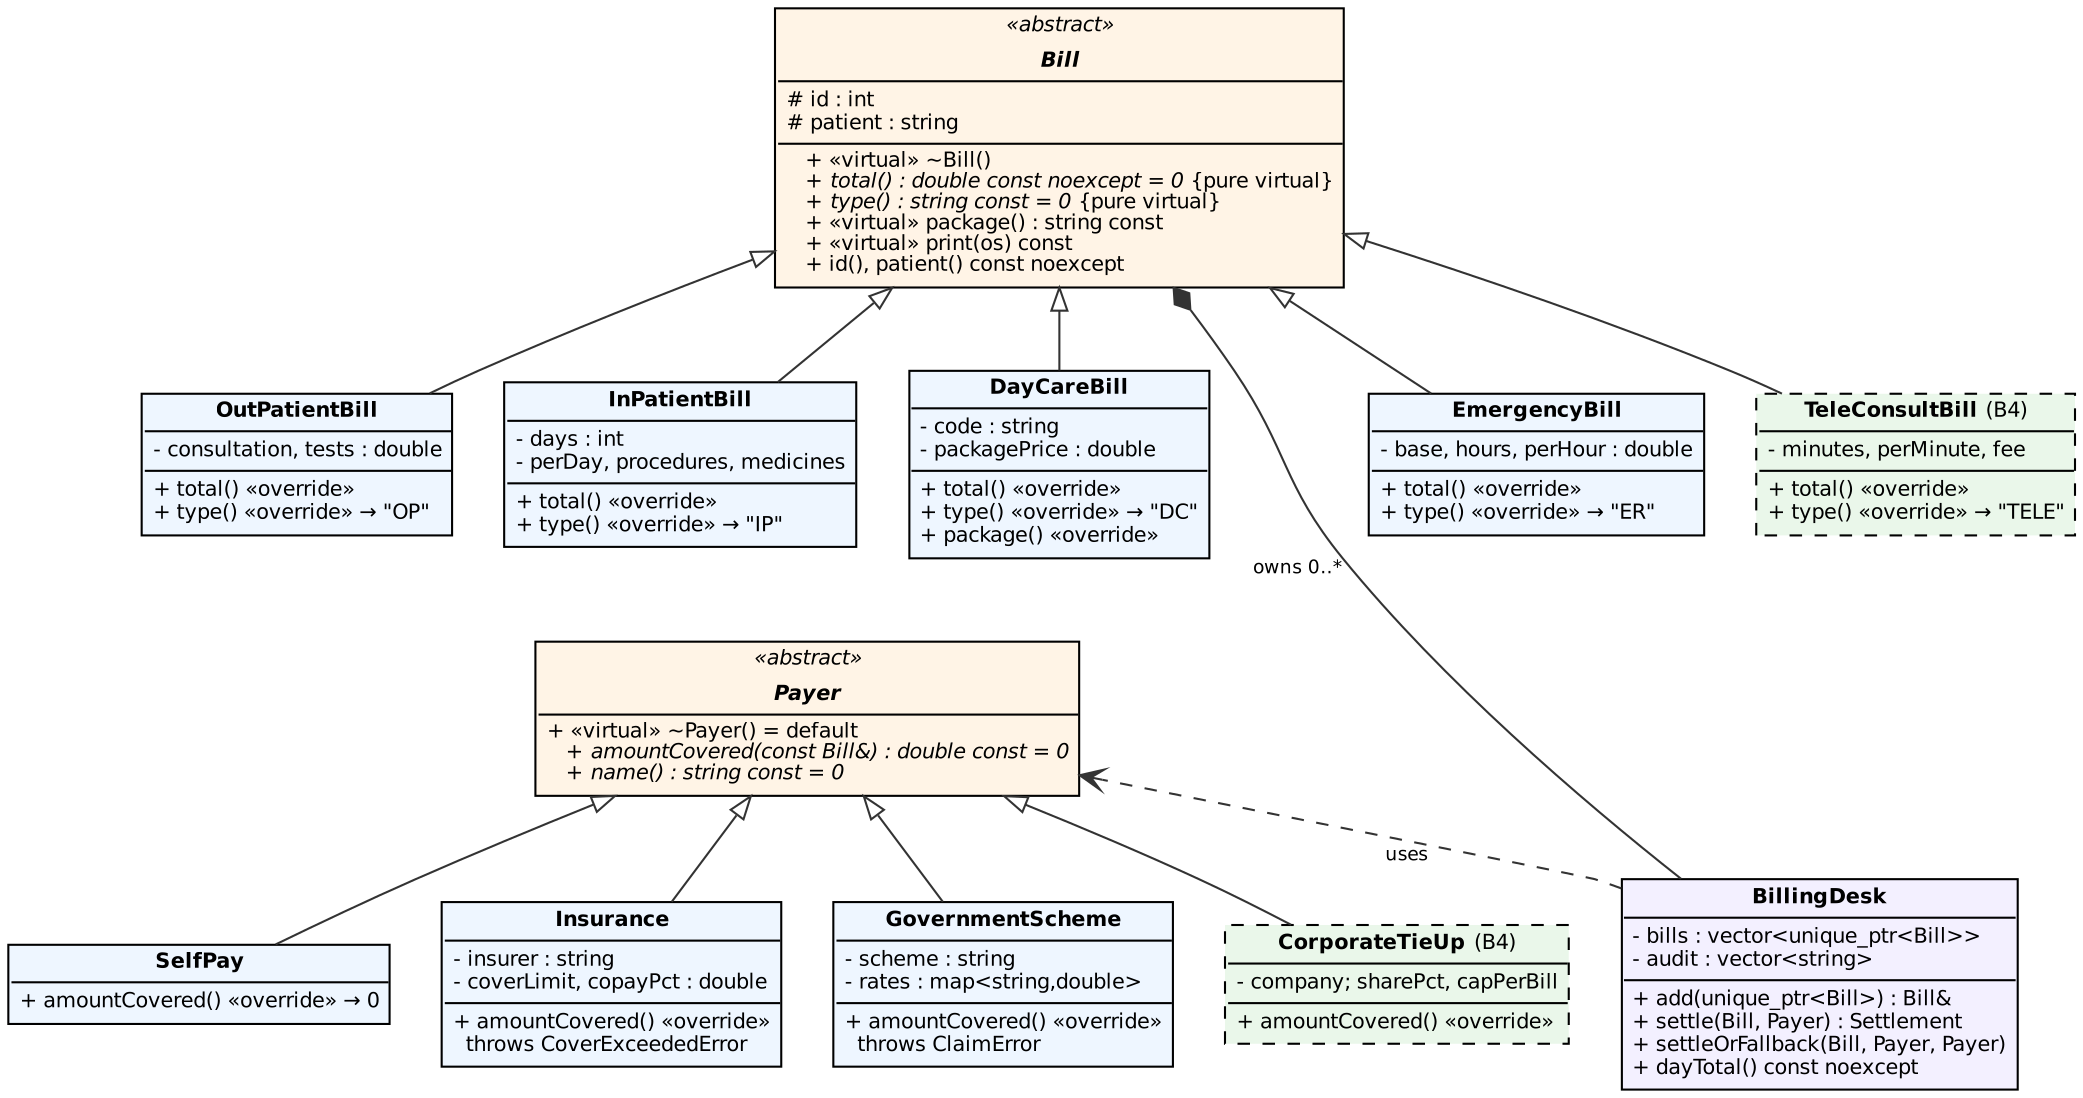 «abstract»
Bill
# id : int
# patient : string
+ «virtual» ~Bill()
+ total() : double const noexcept = 0 {pure virtual}
+ type() : string const = 0 {pure virtual}
+ «virtual» package() : string const
+ «virtual» print(os) const
+ id(), patient() const noexcept
OutPatientBill
- consultation, tests : double
+ total() «override»
+ type() «override» → "OP"
InPatientBill
- days : int
- perDay, procedures, medicines
+ total() «override»
+ type() «override» → "IP"
DayCareBill
- code : string
- packagePrice : double
+ total() «override»
+ type() «override» → "DC"
+ package() «override»
EmergencyBill
- base, hours, perHour : double
+ total() «override»
+ type() «override» → "ER"
TeleConsultBill (B4)
- minutes, perMinute, fee
+ total() «override»
+ type() «override» → "TELE"
owns 0..*
«abstract»
Payer
+ «virtual» ~Payer() = default
+ amountCovered(const Bill&) : double const = 0
+ name() : string const = 0
uses
SelfPay
+ amountCovered() «override» → 0
Insurance
- insurer : string
- coverLimit, copayPct : double
+ amountCovered() «override»
throws CoverExceededError
GovernmentScheme
- scheme : string
- rates : map<string,double>
+ amountCovered() «override»
throws ClaimError
CorporateTieUp (B4)
- company; sharePct, capPerBill
+ amountCovered() «override»
BillingDesk
- bills : vector<unique_ptr<Bill>>
- audit : vector<string>
+ add(unique_ptr<Bill>) : Bill&
+ settle(Bill, Payer) : Settlement
+ settleOrFallback(Bill, Payer, Payer)
+ dayTotal() const noexcept